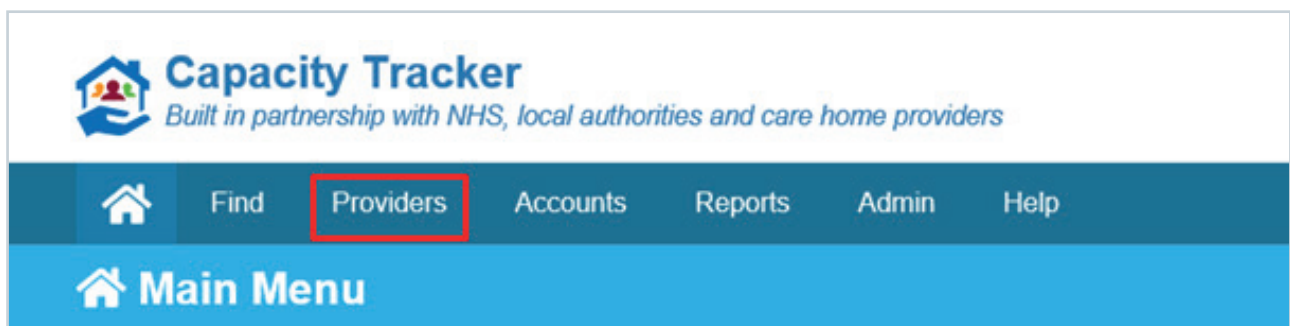 Capacity Tracker
Built in partnership with NHS, local authorities and care home providers
Find Providers Accounts Reports Admin Help
Main Menu